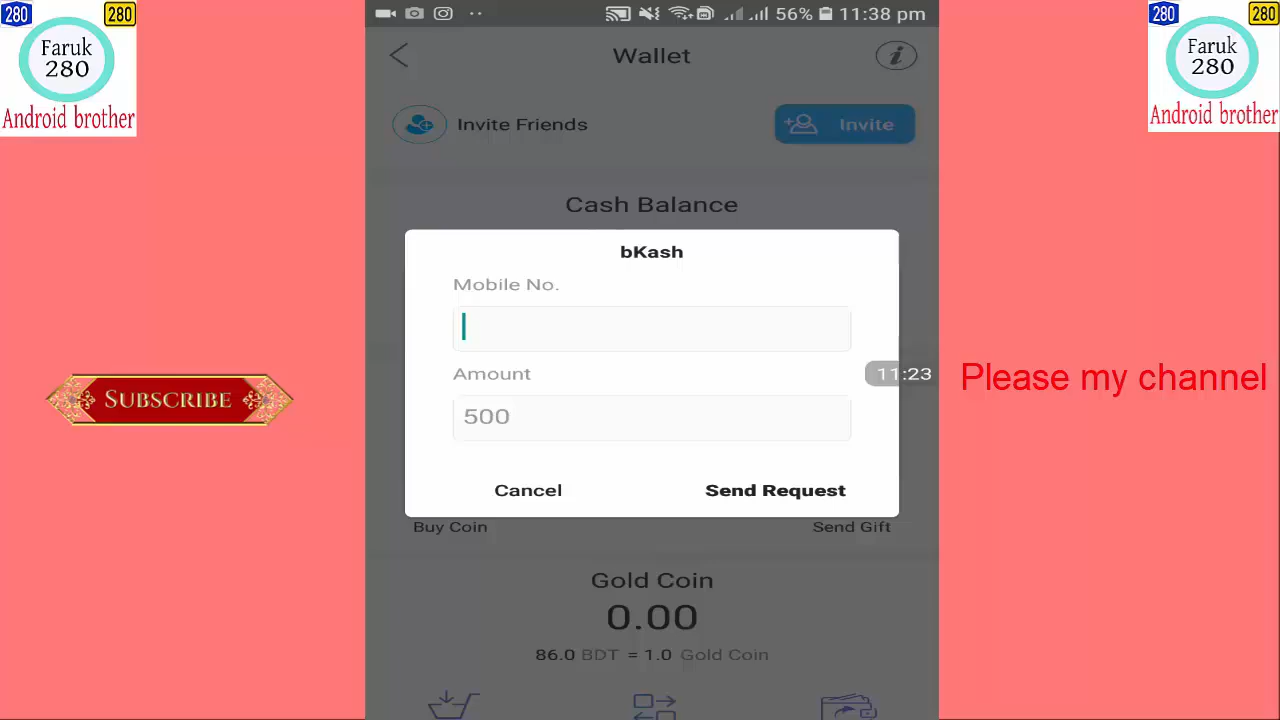 280
280
Faruk
280
Android brother
56% 11:38 pm
Wallet
Invite Friends
Invite
Cash Balance
bKash
Mobile No.
Amount
500
11:23
Cancel
Send Request
Buy Coin
Send Gift
Gold Coin
0.00
86.0 BDT = 1.0 Gold Coin
SUBSCRIBE
280
280
Faruk
280
Android brother
Please my channel